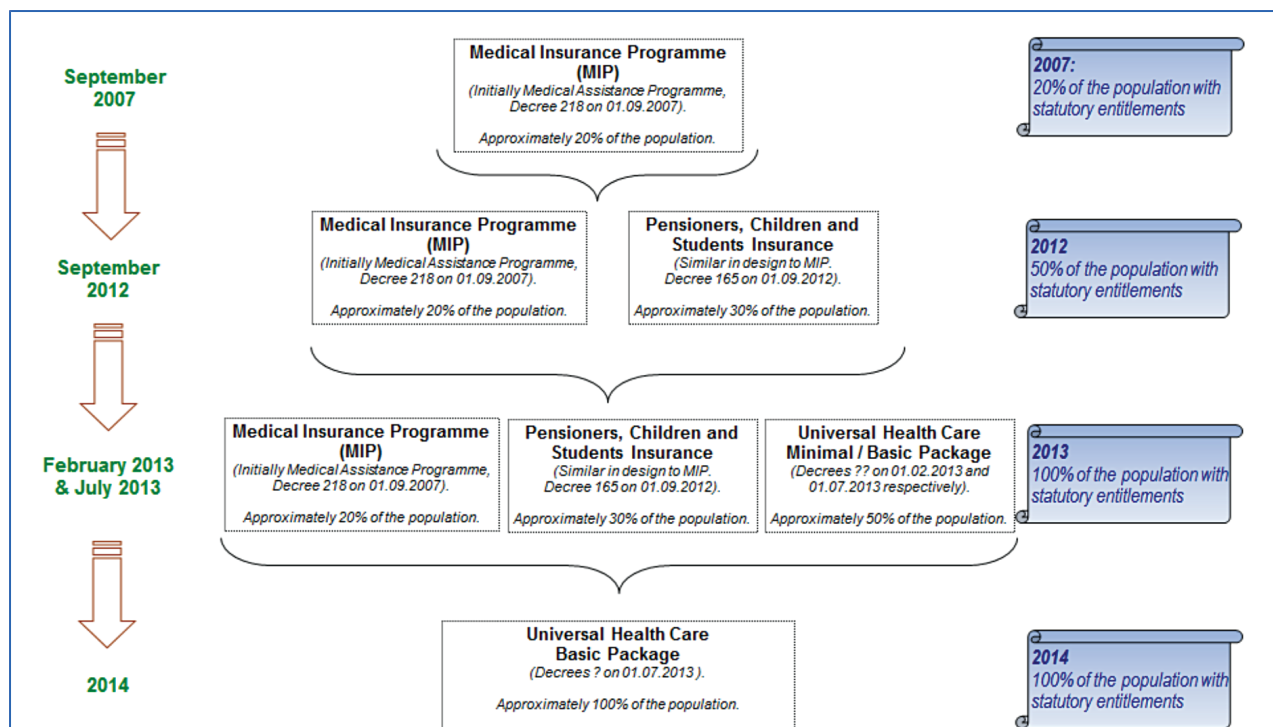 September
2007
Medical Insurance Programme
(MIP)
(Initially Medical Assistance Programme,
Decree 218 on 01.09.2007).
Approximately 20% of the population.
2007:
20% of the population with
statutory entitlements
September
2012
Medical Insurance Programme
(MIP)
(Initially Medical Assistance Programme,
Decree 218 on 01.09.2007).
Approximately 20% of the population.
Pensioners, Children and
Students Insurance
(Similar in design to MIP.
Decree 165 on 01.09.2012).
Approximately 30% of the population.
2012
50% of the population with
statutory entitlements
February 2013
& July 2013
Medical Insurance Programme
(MIP)
(Initially Medical Assistance Programme,
Decree 218 on 01.09.2007).
Approximately 20% of the population.
Pensioners, Children and
Students Insurance
(Similar in design to MIP.
Decree 165 on 01.09.2012).
Approximately 30% of the population.
Universal Health Care
Minimal / Basic Package
(Decrees ?? on 01.02.2013 and
01.07.2013 respectively).
Approximately 50% of the population.
2013
100% of the population with
statutory entitlements
2014
Universal Health Care
Basic Package
(Decrees ? on 01.07.2013 ).
Approximately 100% of the population.
2014
100% of the population with
statutory entitlements